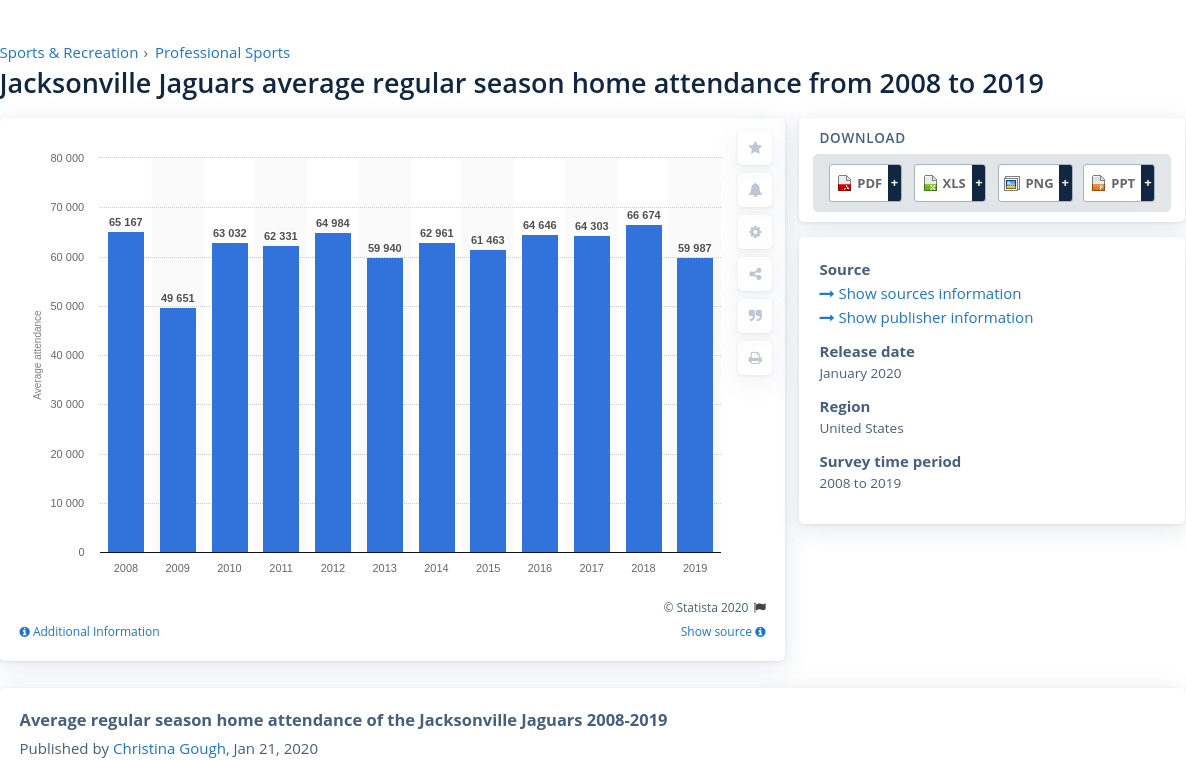 Sports & Recreation › Professional Sports
Jacksonville Jaguars average regular season home attendance from 2008 to 2019
80 000
70 000
60 000
50 000
40 000
30 000
20 000
10 000
0
Average attendance
65 167
49 651
63 032
62 331
64 984
59 940
62 961
61 463
64 646
64 303
66 674
59 987
2008 2009 2010 2011 2012 2013 2014 2015 2016 2017 2018 2019
© Statista 2020
Additional Information
Show source
DOWNLOAD
PDF + XLS + PNG + PPT +
Source
Show sources information
Show publisher information
Release date
January 2020
Region
United States
Survey time period
2008 to 2019
Average regular season home attendance of the Jacksonville Jaguars 2008-2019
Published by Christina Gough, Jan 21, 2020